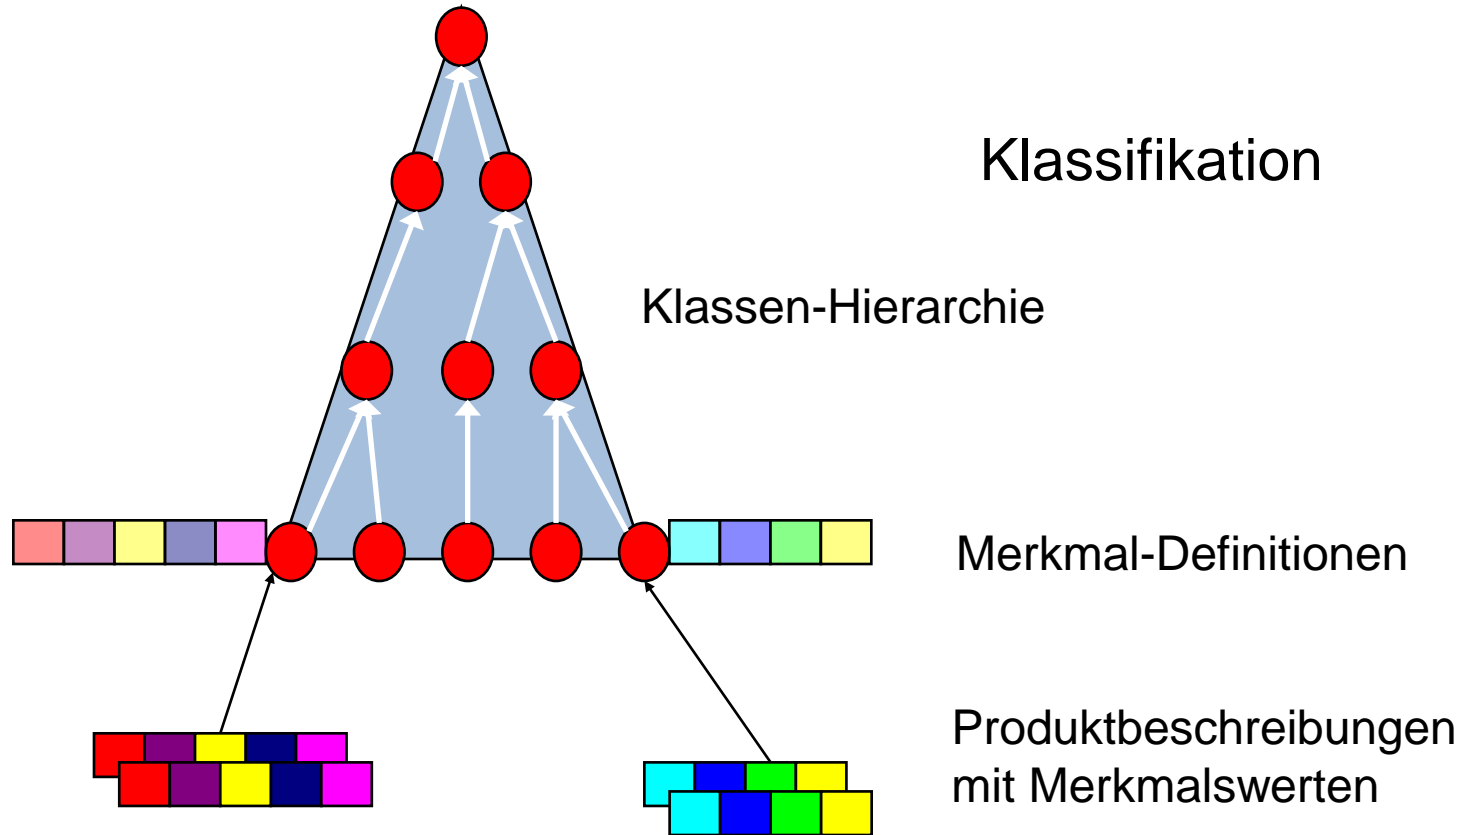 Klassifikation
Klassen-Hierarchie
Merkmal-Definitionen
Produktbeschreibungen
mit Merkmalswerten